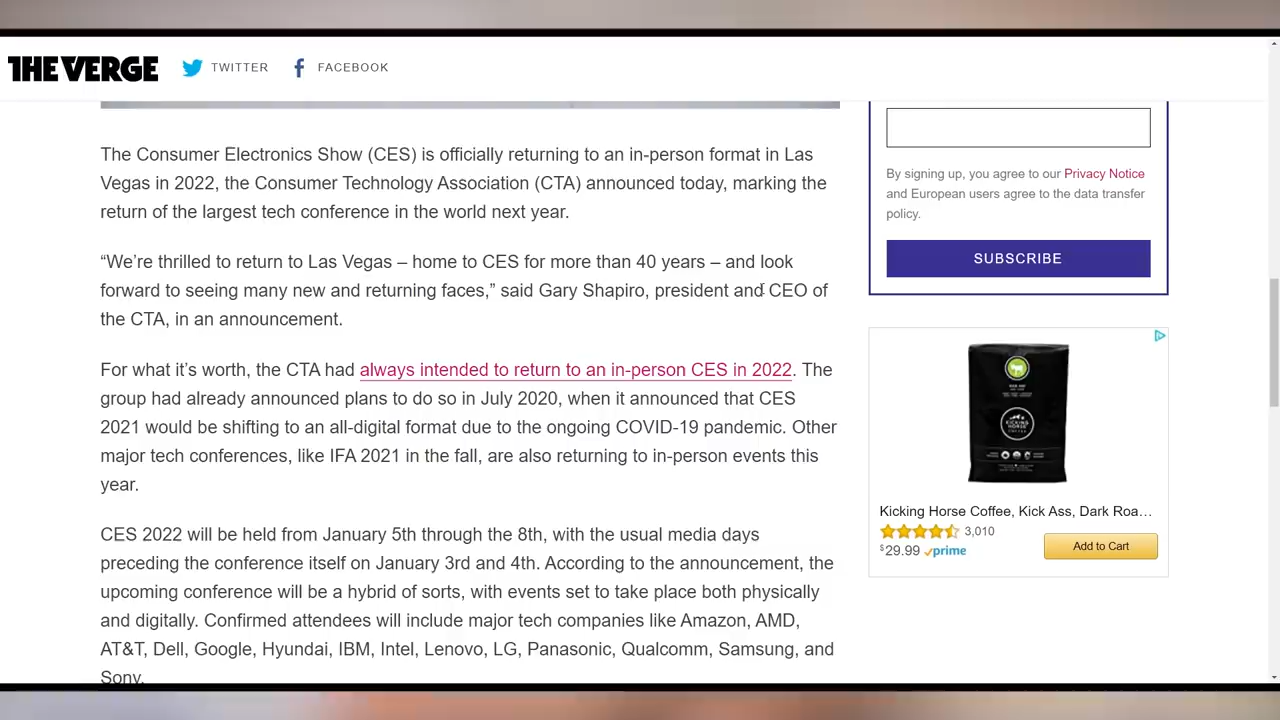 THE VERGE
TWITTER
FACEBOOK
The Consumer Electronics Show (CES) is officially returning to an in-person format in Las
Vegas in 2022, the Consumer Technology Association (CTA) announced today, marking the
return of the largest tech conference in the world next year.
“We’re thrilled to return to Las Vegas – home to CES for more than 40 years – and look
forward to seeing many new and returning faces,” said Gary Shapiro, president and CEO of
the CTA, in an announcement.
For what it’s worth, the CTA had always intended to return to an in-person CES in 2022. The
group had already announced plans to do so in July 2020, when it announced that CES
2021 would be shifting to an all-digital format due to the ongoing COVID-19 pandemic. Other
major tech conferences, like IFA 2021 in the fall, are also returning to in-person events this
year.
CES 2022 will be held from January 5th through the 8th, with the usual media days
preceding the conference itself on January 3rd and 4th. According to the announcement, the
upcoming conference will be a hybrid of sorts, with events set to take place both physically
and digitally. Confirmed attendees will include major tech companies like Amazon, AMD,
AT&T, Dell, Google, Hyundai, IBM, Intel, Lenovo, LG, Panasonic, Qualcomm, Samsung, and
Sony.
By signing up, you agree to our Privacy Notice
and European users agree to the data transfer
policy.
SUBSCRIBE
KICKING
HORSE
Kicking Horse Coffee, Kick Ass, Dark Roa…
3,010
$29.99 prime
Add to Cart